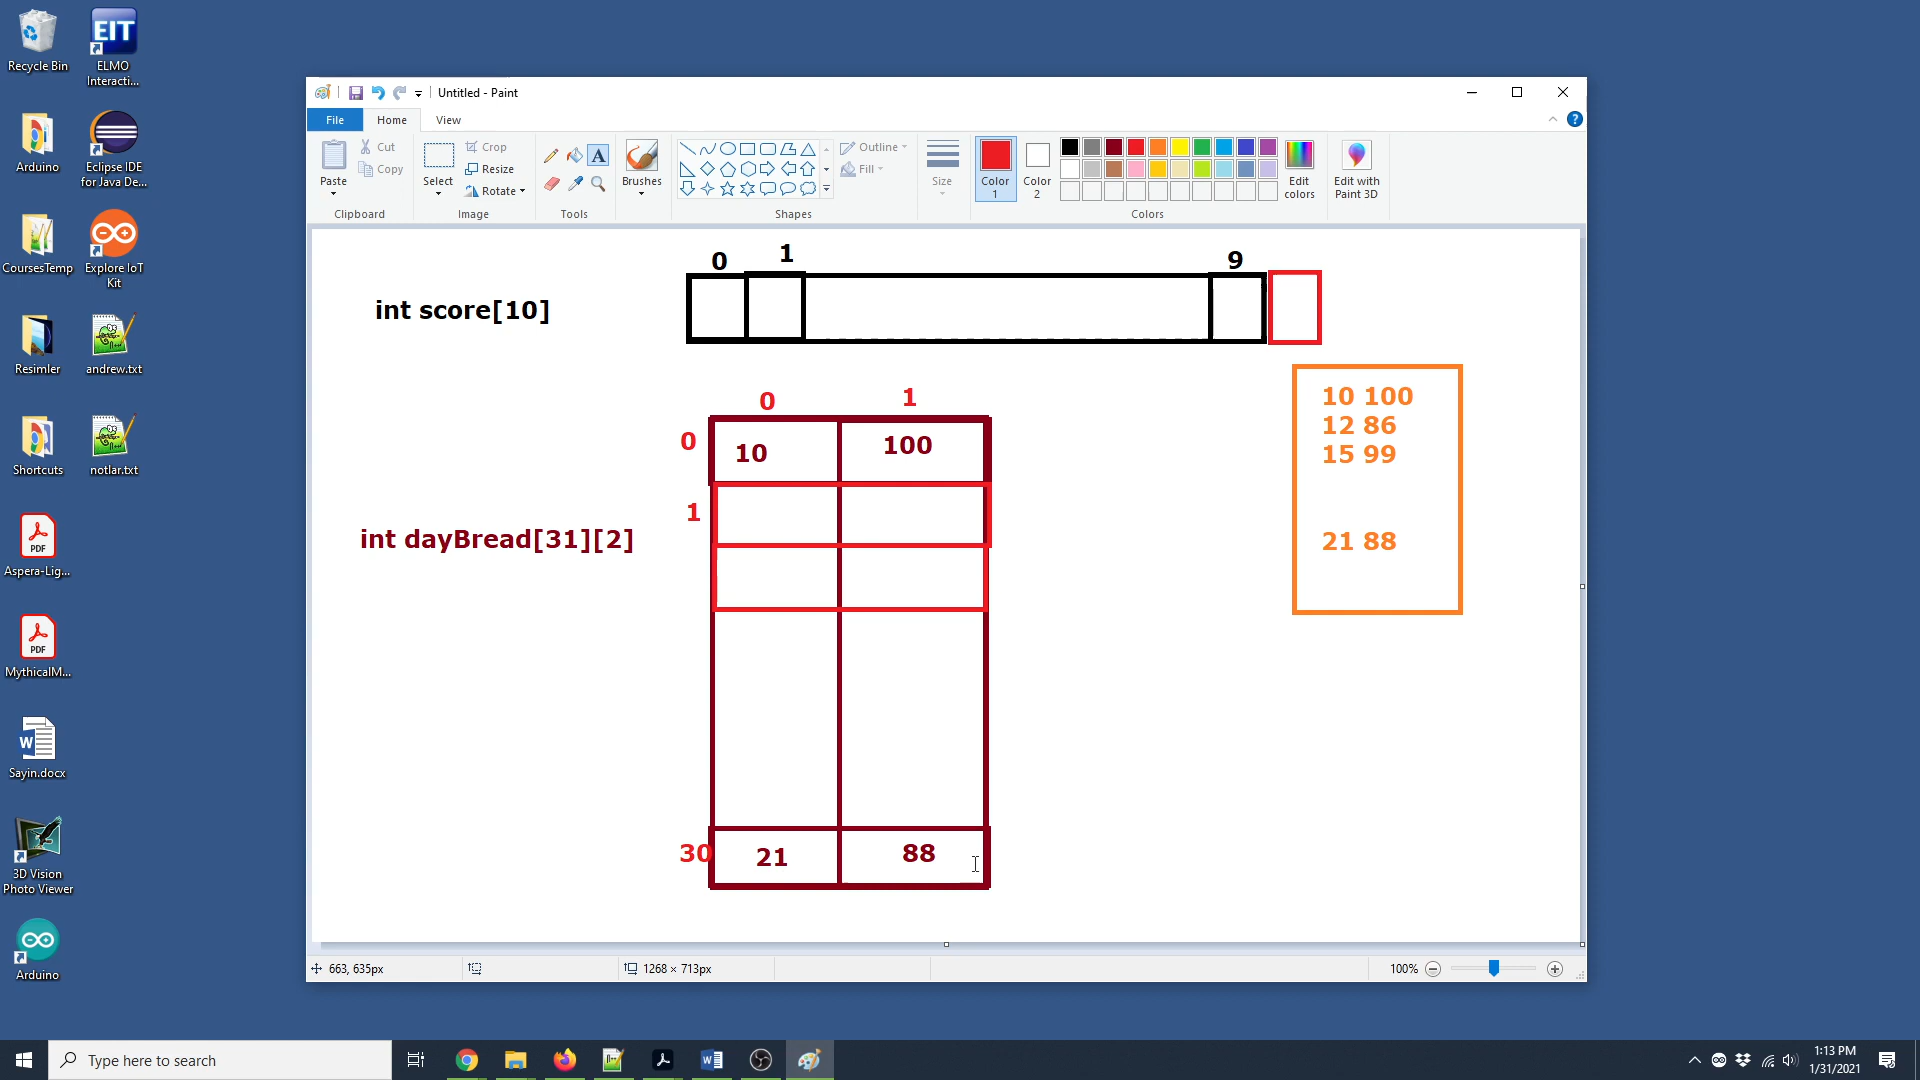 Recycle Bin
EIT
ELMO
Interacti...
Arduino
Eclipse IDE
for Java De...
CoursesTemp
Explore IoT
Kit
Resimler
andrew.txt
Shortcuts
notlar.txt
PDF
Aspera-Lig...
PDF
MythicalM...
Sayin.docx
3D Vision
Photo Viewer
Arduino
Untitled - Paint
File
Home
View
Paste
Cut
Copy
Clipboard
Select
Crop
Resize
Rotate
Image
A
Tools
Brushes
Outline
Fill
Shapes
Size
Color
1
Color
2
Edit
colors
Edit with
Paint 3D
Colors
0 1 9
int score[10]
0 1
0 10 100
1
int dayBread[31][2]
30 21 88
10 100
12 86
15 99
21 88
663, 635px
1268 × 713px
100%
Type here to search
1:13 PM
1/31/2021